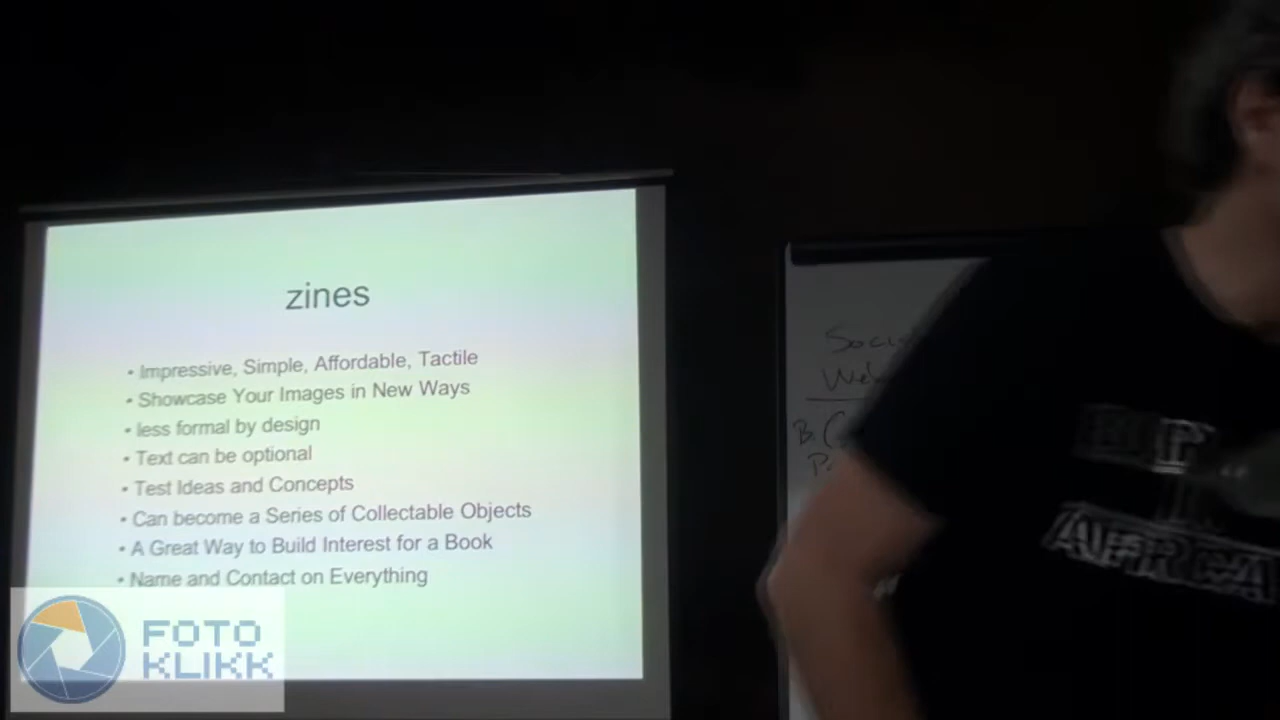 zines
• Impressive, Simple, Affordable, Tactile
• Showcase Your Images in New Ways
• less formal by design
• Text can be optional
• Test Ideas and Concepts
• Can become a Series of Collectable Objects
• A Great Way to Build Interest for a Book
• Name and Contact on Everything
FOTO
KLIKK